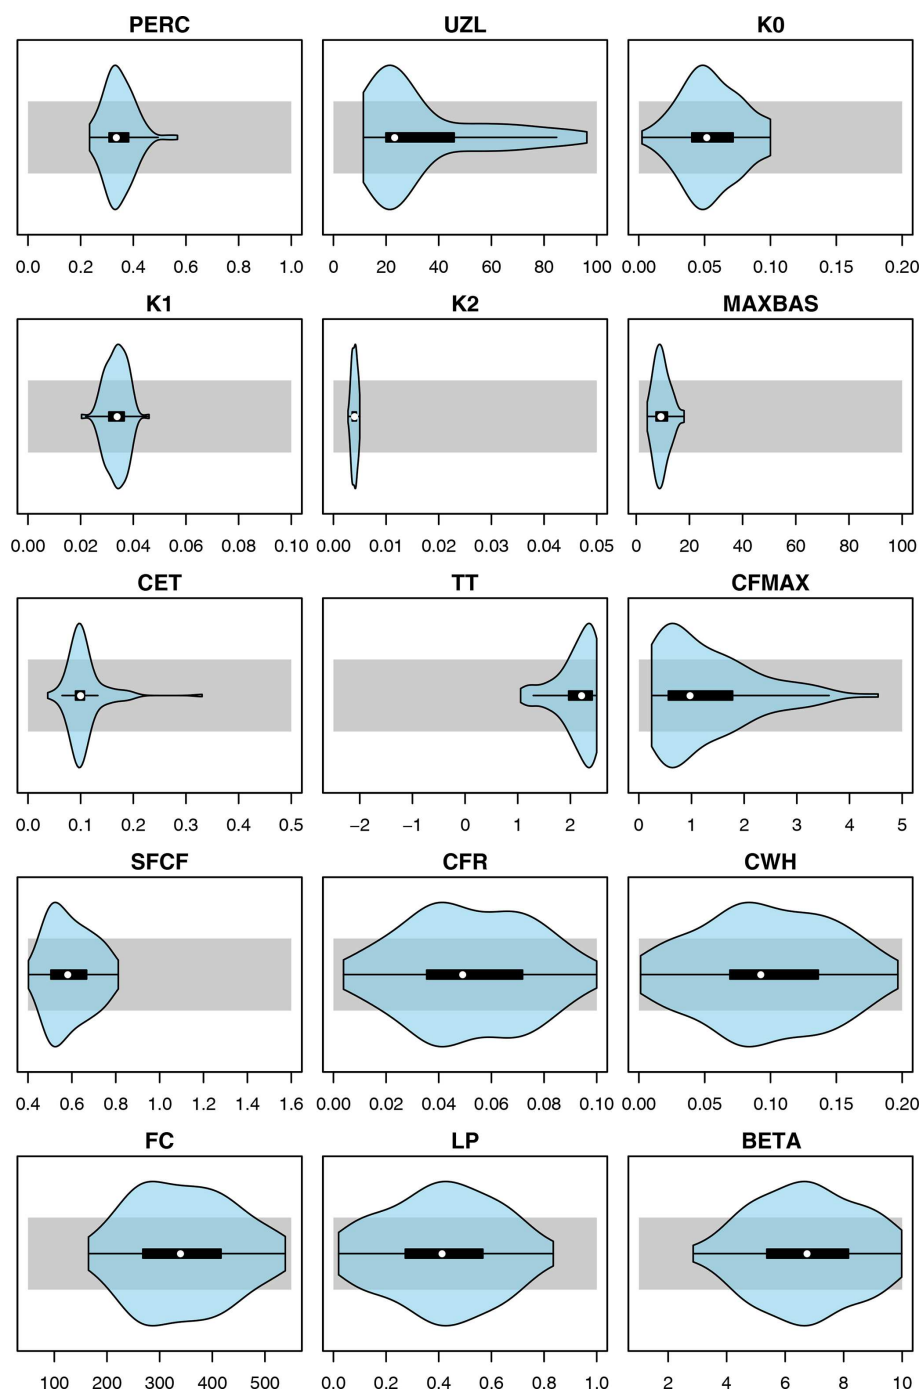 PERC UZL K0
0.0 0.2 0.4 0.6 0.8 1.0 0 20 40 60 80 100 0.00 0.05 0.10 0.15 0.20
K1 K2 MAXBAS
0.00 0.02 0.04 0.06 0.08 0.10 0.00 0.01 0.02 0.03 0.04 0.05 0 20 40 60 80 100
CET TT CFMAX
0.0 0.1 0.2 0.3 0.4 0.5 −2 −1 0 1 2 0 1 2 3 4 5
SFCF CFR CWH
0.4 0.6 0.8 1.0 1.2 1.4 1.6 0.00 0.02 0.04 0.06 0.08 0.10 0.00 0.05 0.10 0.15 0.20
FC LP BETA
100 200 300 400 500 0.0 0.2 0.4 0.6 0.8 1.0 2 4 6 8 10